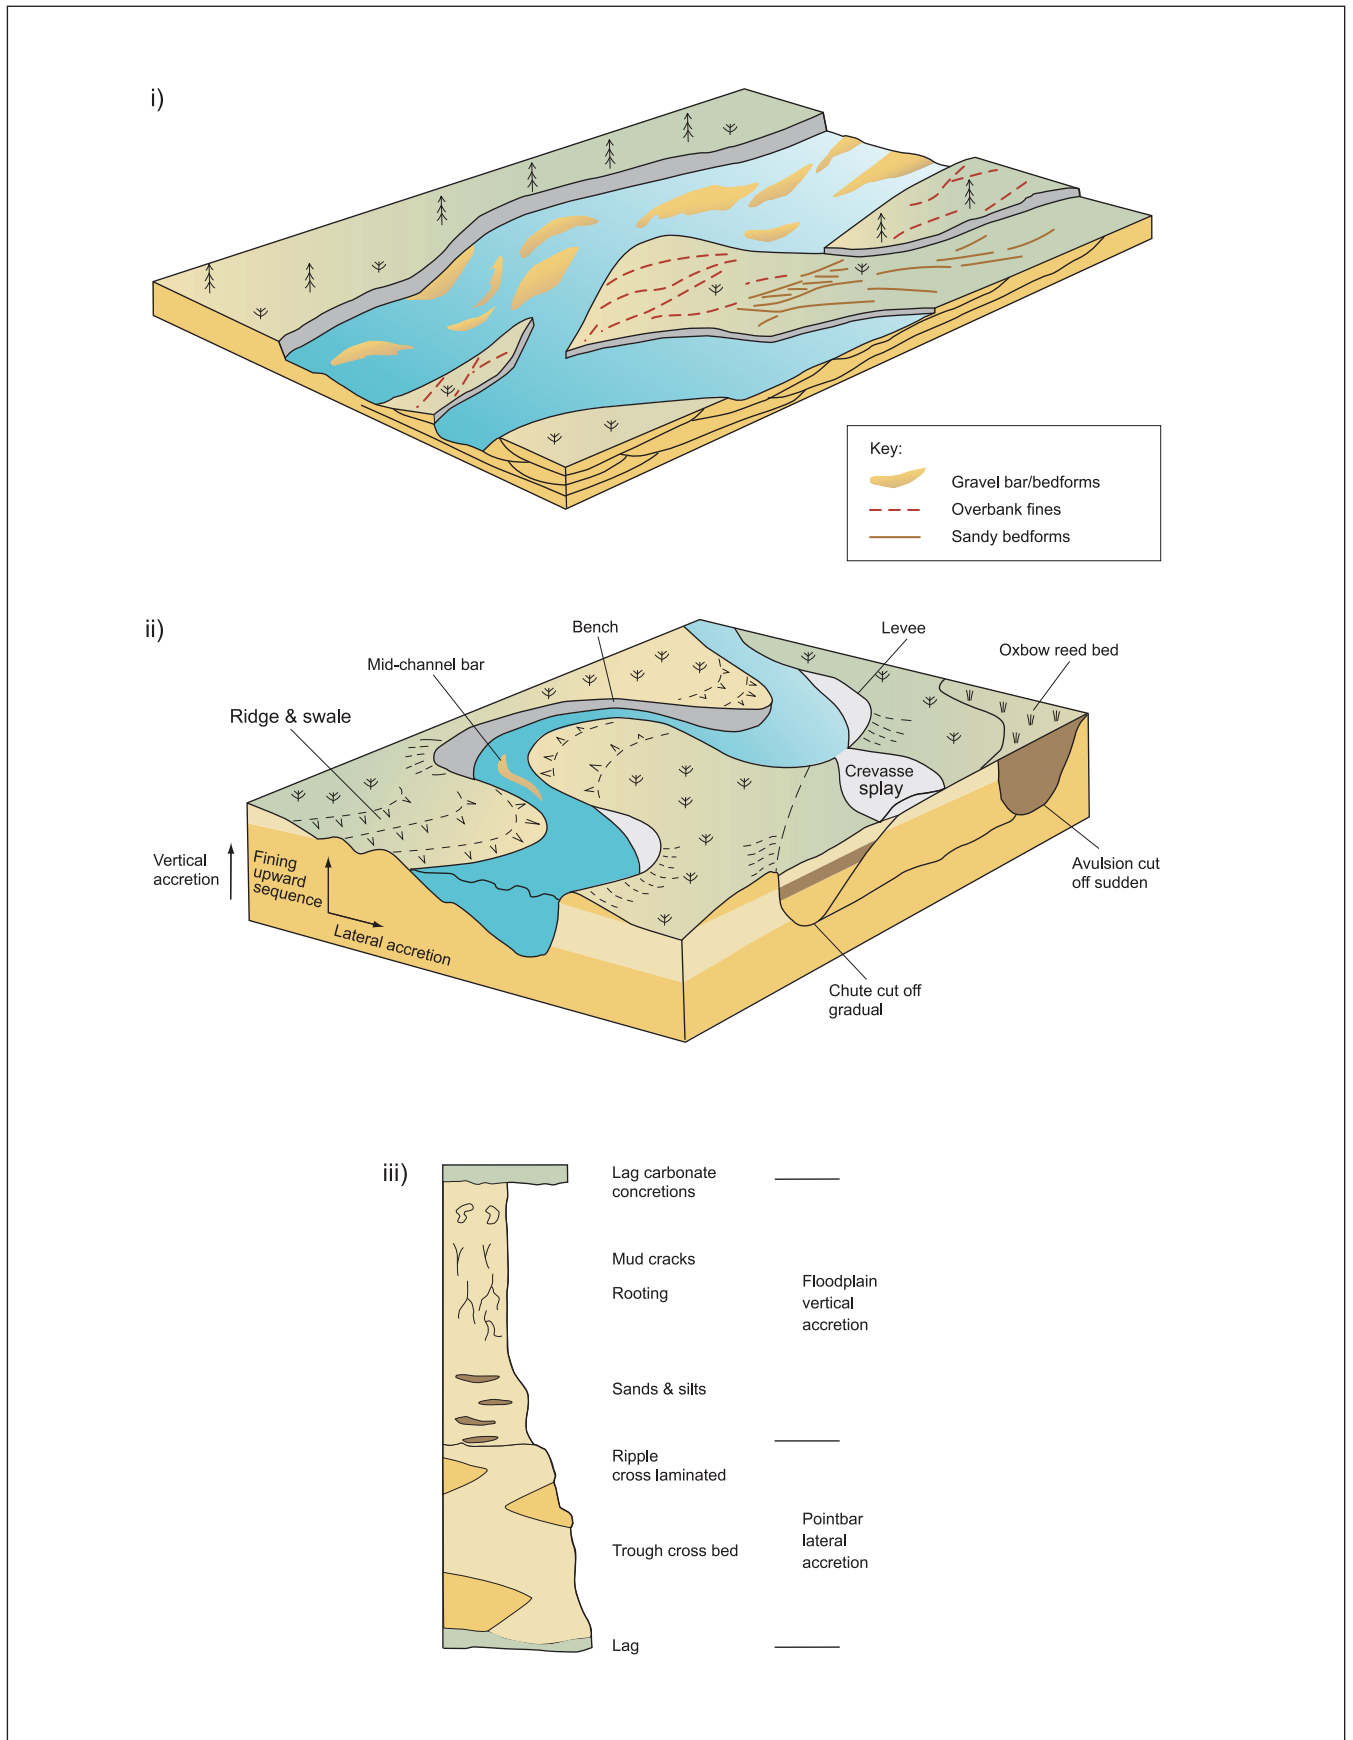 i)
Key:
Gravel bar/bedforms
Overbank fines
Sandy bedforms
ii)
Bench
Levee
Mid-channel bar
Oxbow reed bed
Ridge & swale
Crevasse
splay
Vertical
accretion
Fining
upward
sequence
Lateral accretion
Avulsion cut
off sudden
Chute cut off
gradual
iii)
Lag carbonate
concretions
Mud cracks
Rooting
Floodplain
vertical
accretion
Sands & silts
Ripple
cross laminated
Pointbar
lateral
accretion
Trough cross bed
Lag